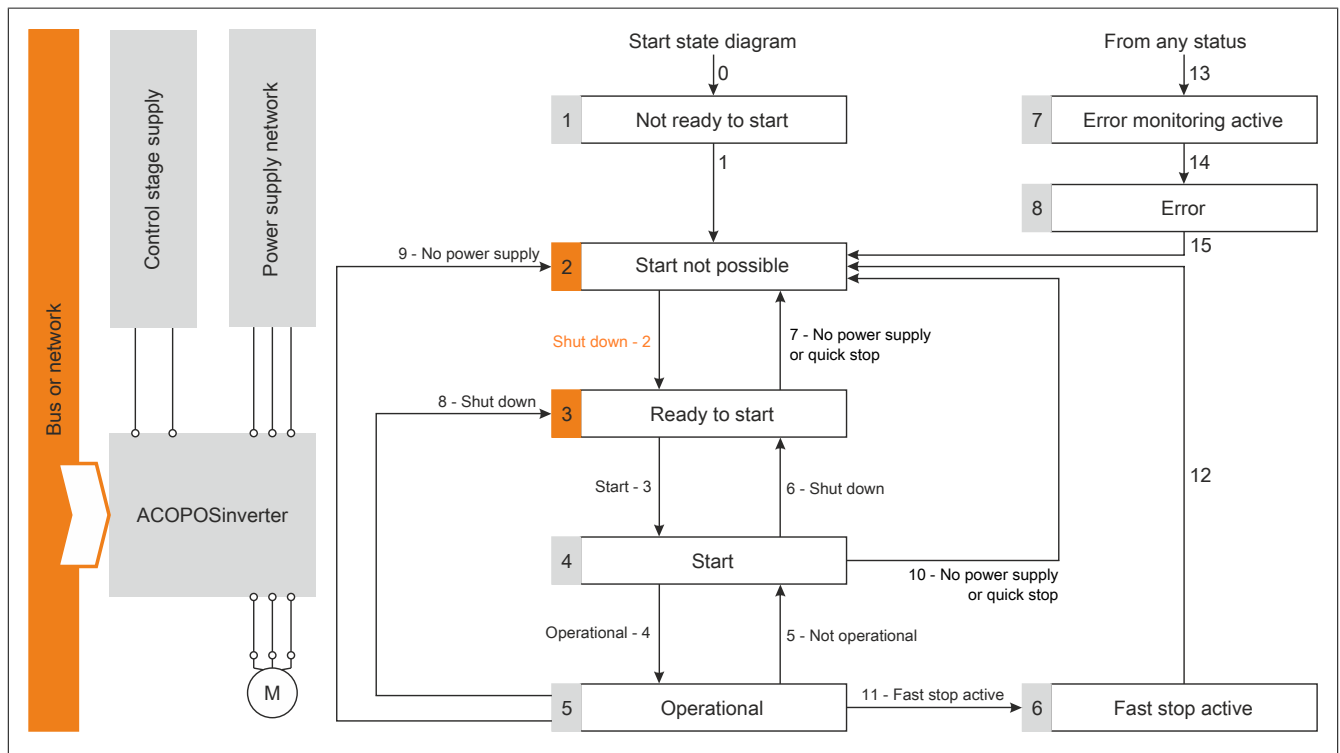 Bus or network
Control stage supply
Power supply network
ACOPOSinverter
M
Start state diagram
0
1
Not ready to start
1
9 - No power supply
2
Start not possible
Shut down - 2
7 - No power supply
or quick stop
8 - Shut down
3
Ready to start
Start - 3
6 - Shut down
4
Start
10 - No power supply
or quick stop
Operational - 4
5 - Not operational
5
Operational
11 - Fast stop active
6
Fast stop active
12
From any status
13
7
Error monitoring active
14
8
Error
15